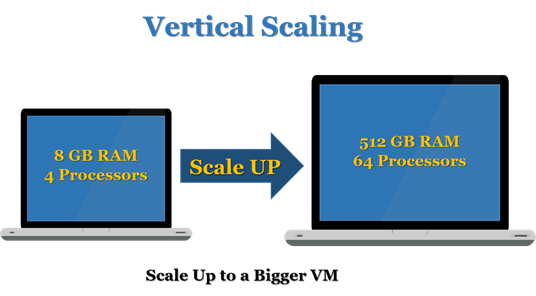 Vertical Scaling
8 GB RAM
4 Processors
Scale UP
512 GB RAM
64 Processors
Scale Up to a Bigger VM